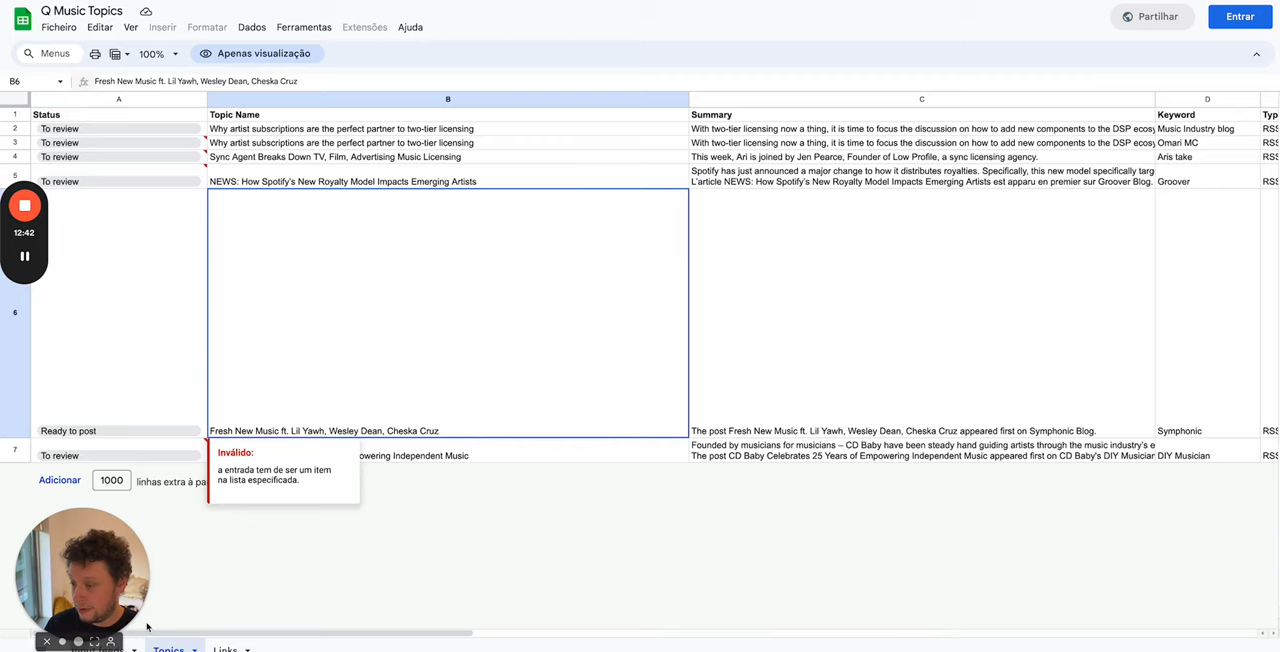 Q Music Topics
Ficheiro Editar Ver Inserir Formatar Dados Ferramentas Extensões Ajuda
Partilhar
Entrar
Menus
100%
Apenas visualização
B6
fx
Fresh New Music ft. Lil Yawh, Wesley Dean, Cheska Cruz
A B C D
1 Status Topic Name Summary Keyword Typ
2 To review Why artist subscriptions are the perfect partner to two-tier licensing With two-tier licensing now a thing, it is time to focus the discussion on how to add new components to the DSP ecosy Music Industry blog RSS
3 To review Why artist subscriptions are the perfect partner to two-tier licensing With two-tier licensing now a thing, it is time to focus the discussion on how to add new components to the DSP ecosy Omari MC RSS
4 To review Sync Agent Breaks Down TV, Film, Advertising Music Licensing This week, Ari is joined by Jen Pearce, Founder of Low Profile, a sync licensing agency. Aris take RSS
Spotify has just announced a major change to how it distributes royalties. Specifically, this new model specifically targ
5 To review NEWS: How Spotify's New Royalty Model Impacts Emerging Artists L'article NEWS: How Spotify's New Royalty Model Impacts Emerging Artists est apparu en premier sur Groover Blog. Groover RSS
12:42
6
Ready to post Fresh New Music ft. Lil Yawh, Wesley Dean, Cheska Cruz The post Fresh New Music ft. Lil Yawh, Wesley Dean, Cheska Cruz appeared first on Symphonic Blog. Symphonic RSS
Founded by musicians for musicians – CD Baby have been steady hand guiding artists through the music industry's e
7 To review powering Independent Music The post CD Baby Celebrates 25 Years of Empowering Independent Music appeared first on CD Baby's DIY Musician DIY Musician RSS
Inválido:
a entrada tem de ser um item
na lista especificada.
Adicionar 1000 linhas extra à pa
Topics Links